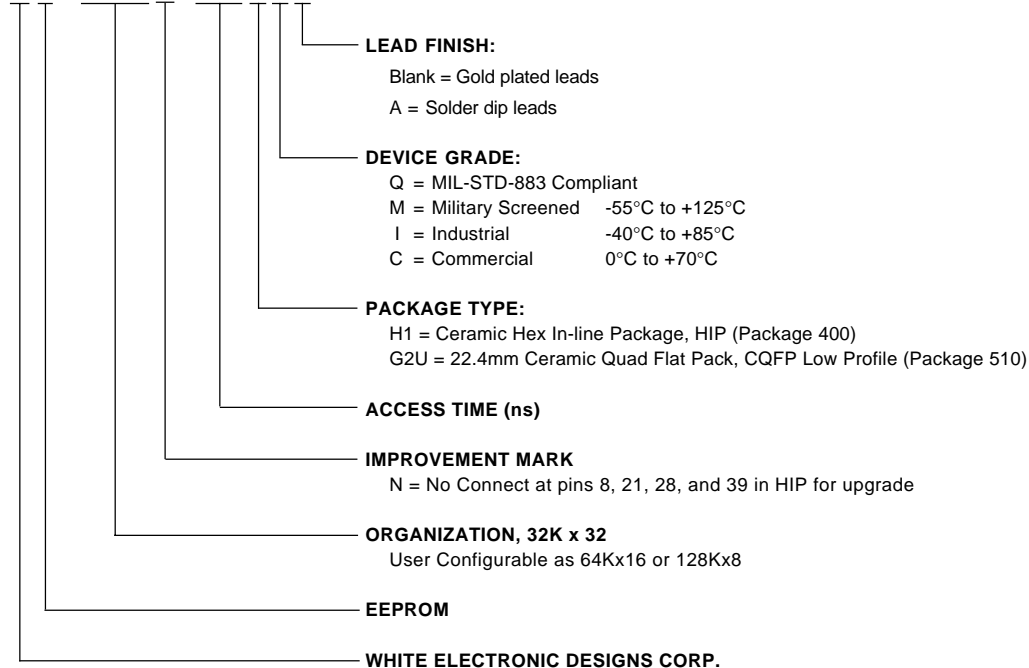 LEAD FINISH:
Blank = Gold plated leads
A = Solder dip leads
DEVICE GRADE:
Q = MIL-STD-883 Compliant
M = Military Screened -55°C to +125°C
I = Industrial -40°C to +85°C
C = Commercial 0°C to +70°C
PACKAGE TYPE:
H1 = Ceramic Hex In-line Package, HIP (Package 400)
G2U = 22.4mm Ceramic Quad Flat Pack, CQFP Low Profile (Package 510)
ACCESS TIME (ns)
IMPROVEMENT MARK
N = No Connect at pins 8, 21, 28, and 39 in HIP for upgrade
ORGANIZATION, 32K x 32
User Configurable as 64Kx16 or 128Kx8
EEPROM
WHITE ELECTRONIC DESIGNS CORP.